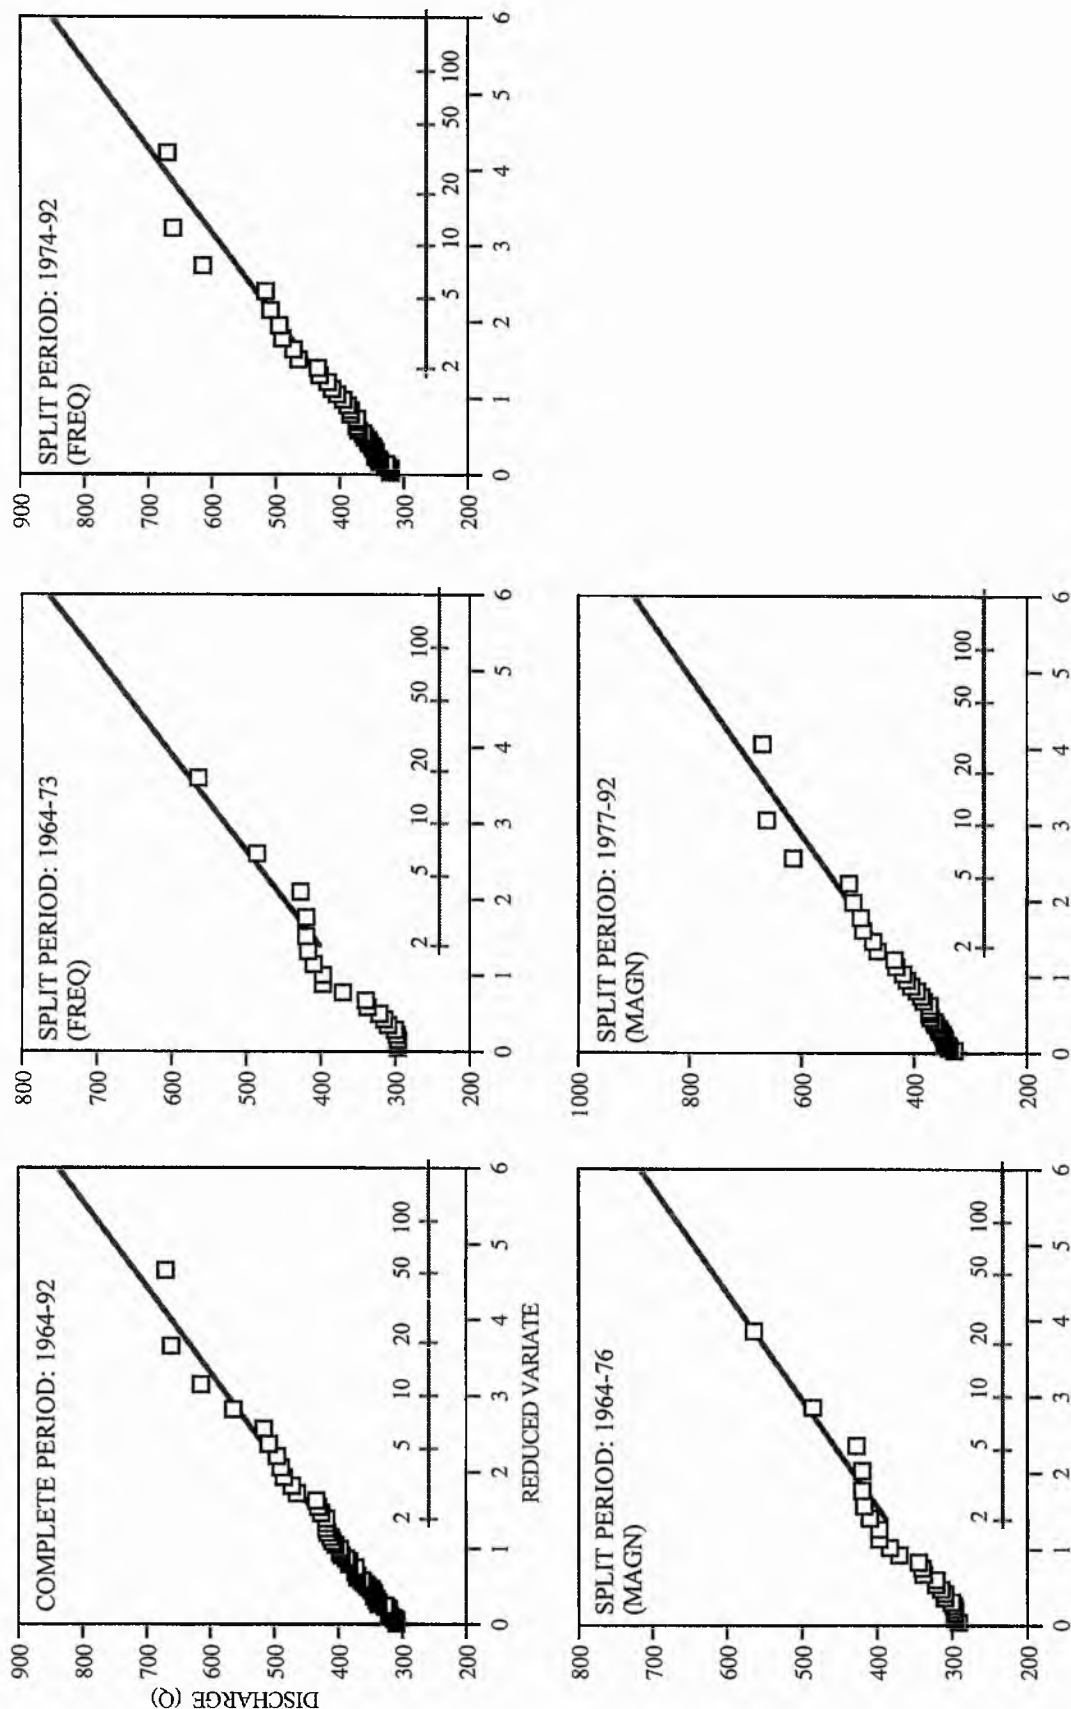 COMPLETE PERIOD: 1964-92
900
800
700
600
500
400
300
200
DISCHARGE (Q)
2 5 10 20 50 100
0 1 2 3 4 5 6
REDUCED VARIATE
SPLIT PERIOD: 1964-73
(FREQ)
800
700
600
500
400
300
200
2 5 10 20 50 100
0 1 2 3 4 5 6
SPLIT PERIOD: 1974-92
(FREQ)
900
800
700
600
500
400
300
200
2 5 10 20 50 100
0 1 2 3 4 5 6
SPLIT PERIOD: 1964-76
(MAGN)
800
700
600
400
300
200
2 5 10 20 50 100
0 1 2 3 4 5 6
SPLIT PERIOD: 1977-92
(MAGN)
1000
800
600
400
200
2 5 10 20 50 100
0 1 2 3 4 5 6